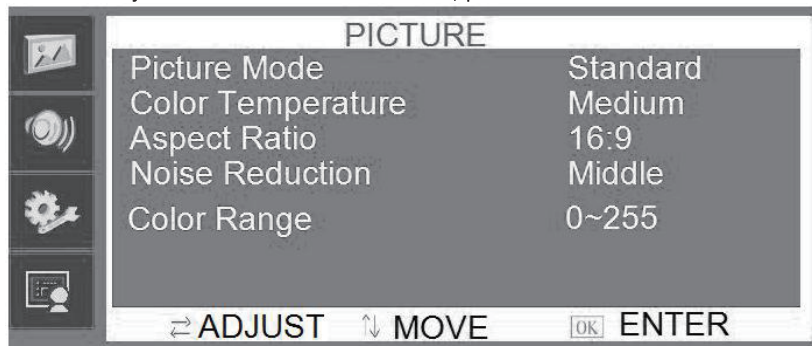 PICTURE
Picture Mode Standard
Color Temperature Medium
Aspect Ratio 16:9
Noise Reduction Middle
Color Range 0~255
⇄ ADJUST ↑↓ MOVE OK ENTER